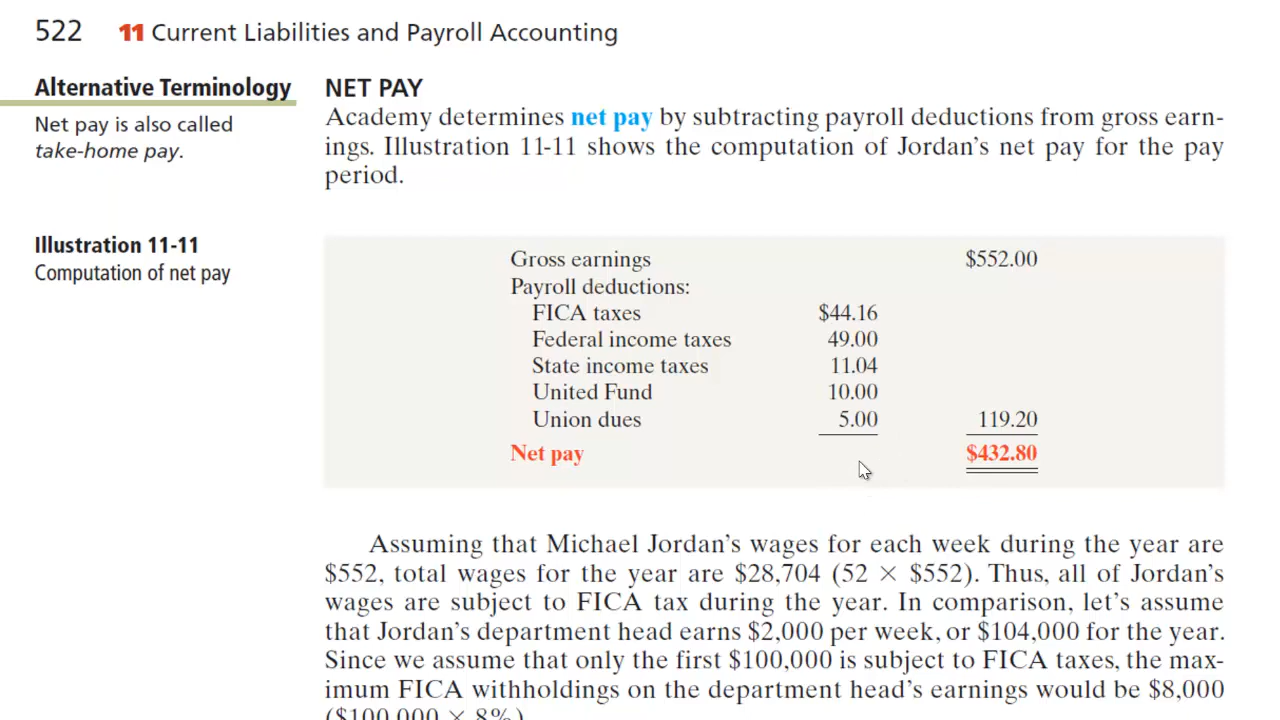 522 11 Current Liabilities and Payroll Accounting
Alternative Terminology
Net pay is also called
take-home pay.
NET PAY
Academy determines net pay by subtracting payroll deductions from gross earn-
ings. Illustration 11-11 shows the computation of Jordan's net pay for the pay
period.
Illustration 11-11
Computation of net pay
Gross earnings $552.00
Payroll deductions:
FICA taxes $44.16
Federal income taxes 49.00
State income taxes 11.04
United Fund 10.00
Union dues 5.00 119.20
Net pay $432.80
Assuming that Michael Jordan's wages for each week during the year are
$552, total wages for the year are $28,704 (52 × $552). Thus, all of Jordan's
wages are subject to FICA tax during the year. In comparison, let's assume
that Jordan's department head earns $2,000 per week, or $104,000 for the year.
Since we assume that only the first $100,000 is subject to FICA taxes, the max-
imum FICA withholdings on the department head's earnings would be $8,000
($100,000 × 8%).